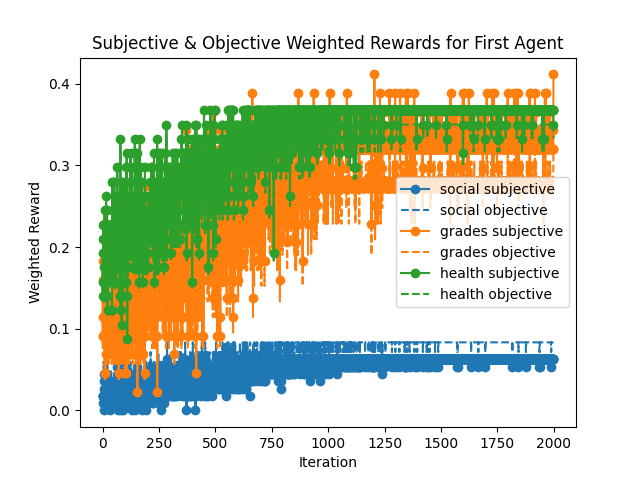 Subjective & Objective Weighted Rewards for First Agent
0.4
0.3
0.2
0.1
0.0
Weighted Reward
social subjective
social objective
grades subjective
grades objective
health subjective
health objective
0 250 500 750 1000 1250 1500 1750 2000
Iteration